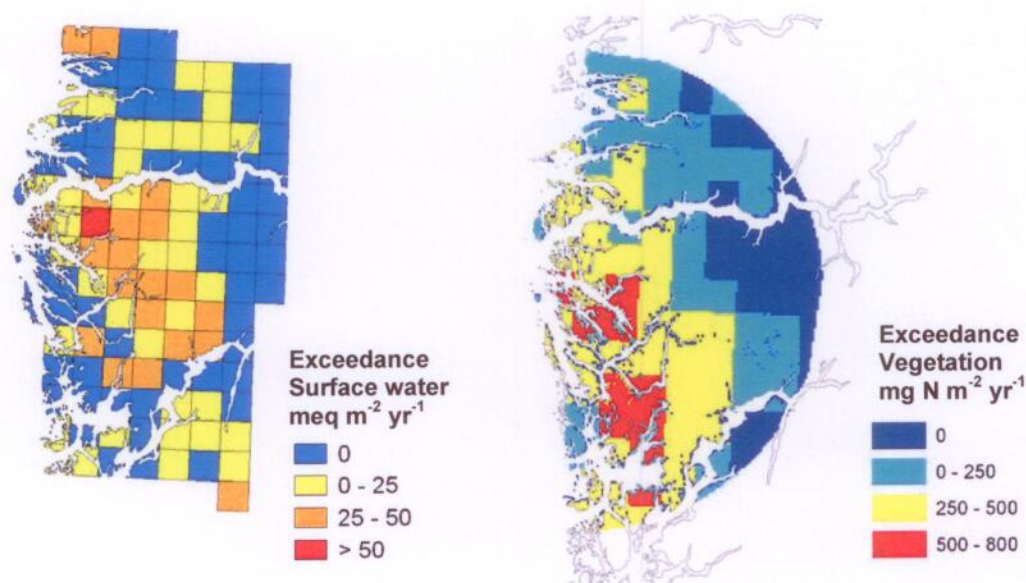 Exceedance
Surface water
meq m⁻² yr⁻¹
0
0 - 25
25 - 50
> 50
Exceedance
Vegetation
mg N m⁻² yr⁻¹
0
0 - 250
250 - 500
500 - 800